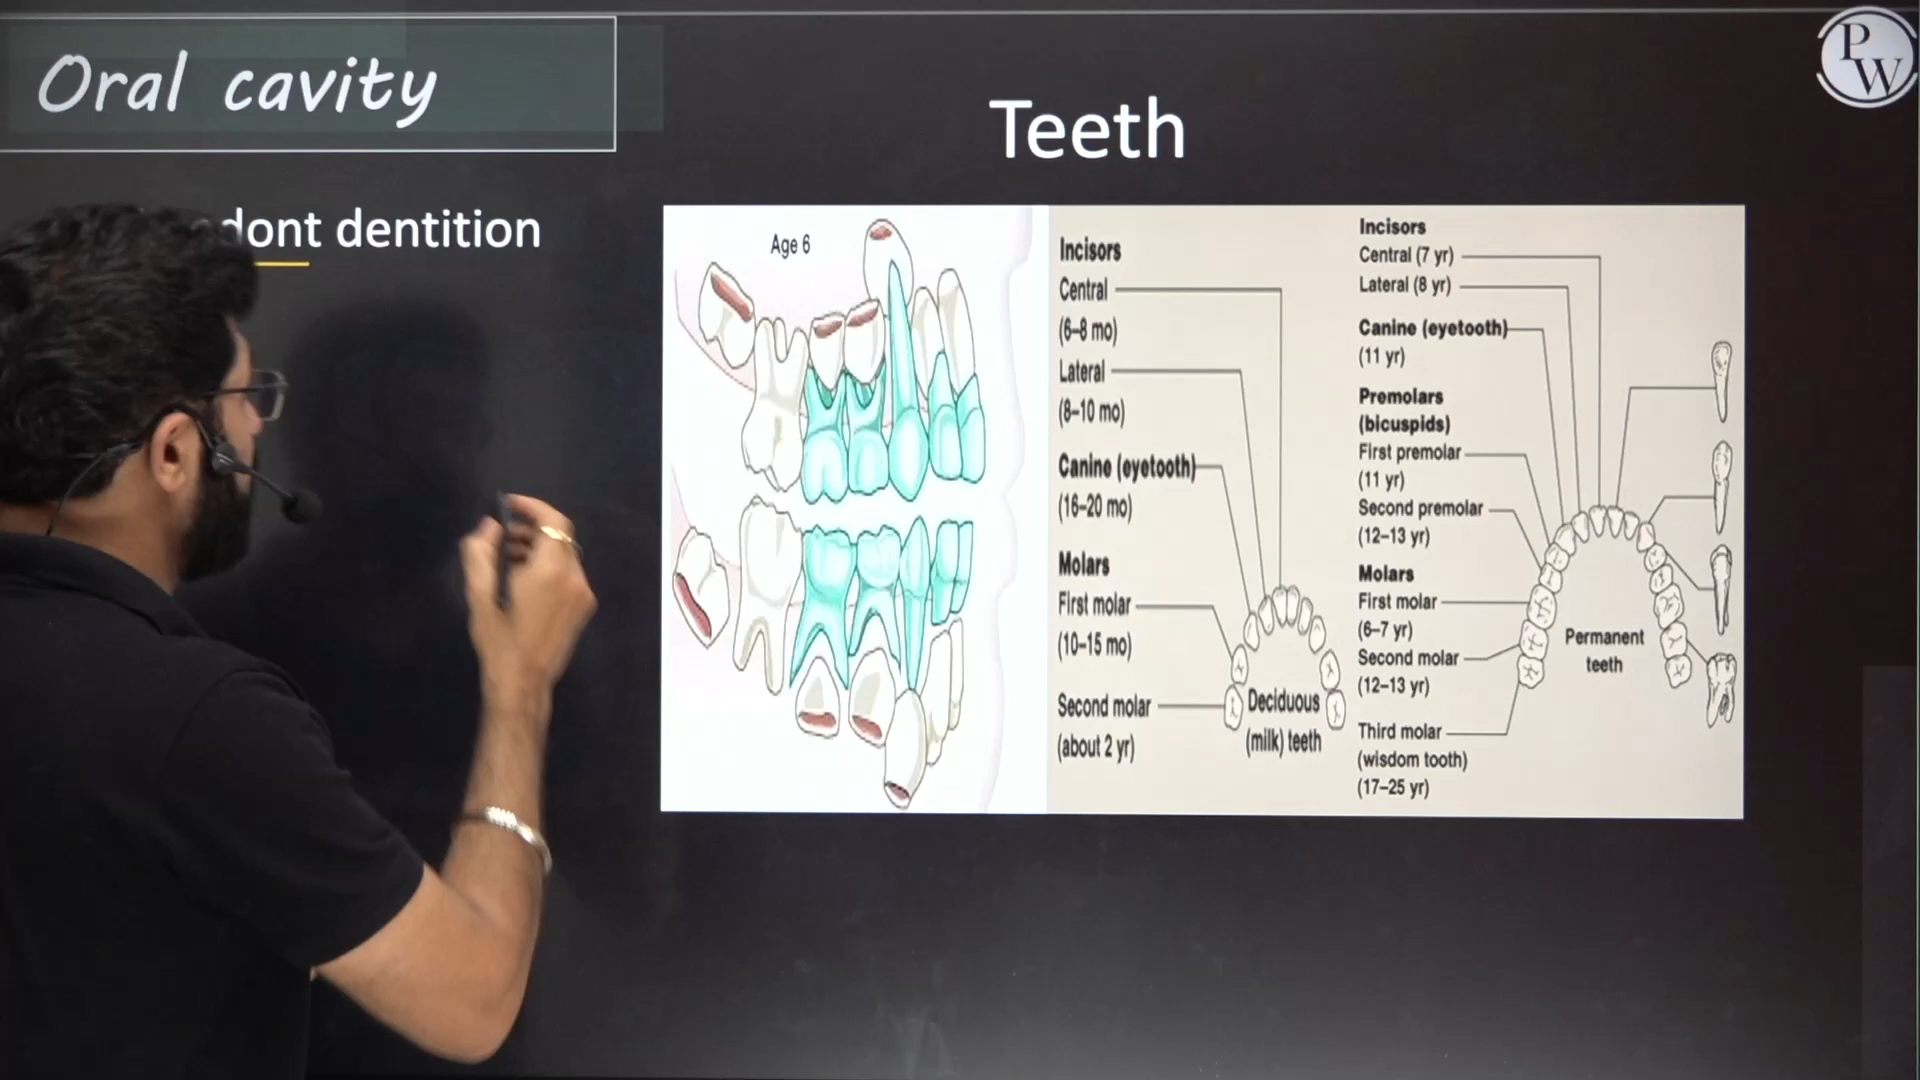 Oral cavity
Teeth
PW
dont dentition
Age 6
Incisors
Central
(6–8 mo)
Lateral
(8–10 mo)
Canine (eyetooth)
(16–20 mo)
Molars
First molar
(10–15 mo)
Second molar
(about 2 yr)
Deciduous
(milk) teeth
Incisors
Central (7 yr)
Lateral (8 yr)
Canine (eyetooth)
(11 yr)
Premolars
(bicuspids)
First premolar
(11 yr)
Second premolar
(12–13 yr)
Molars
First molar
(6–7 yr)
Second molar
(12–13 yr)
Third molar
(wisdom tooth)
(17–25 yr)
Permanent
teeth